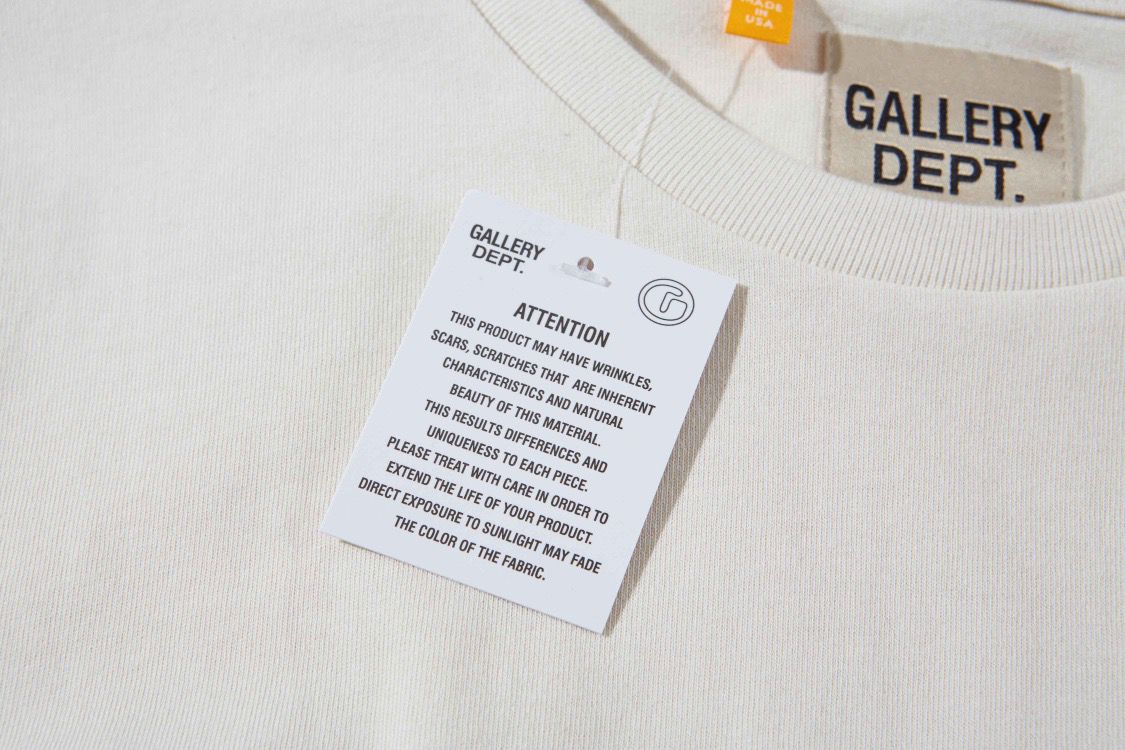 MADE
IN
USA
GALLERY
DEPT.
GALLERY
DEPT.
ATTENTION
THIS PRODUCT MAY HAVE WRINKLES,
SCARS, SCRATCHES THAT ARE INHERENT
CHARACTERISTICS AND NATURAL
BEAUTY OF THIS MATERIAL.
THIS RESULTS DIFFERENCES AND
UNIQUENESS TO EACH PIECE.
PLEASE TREAT WITH CARE IN ORDER TO
EXTEND THE LIFE OF YOUR PRODUCT.
DIRECT EXPOSURE TO SUNLIGHT MAY FADE
THE COLOR OF THE FABRIC.